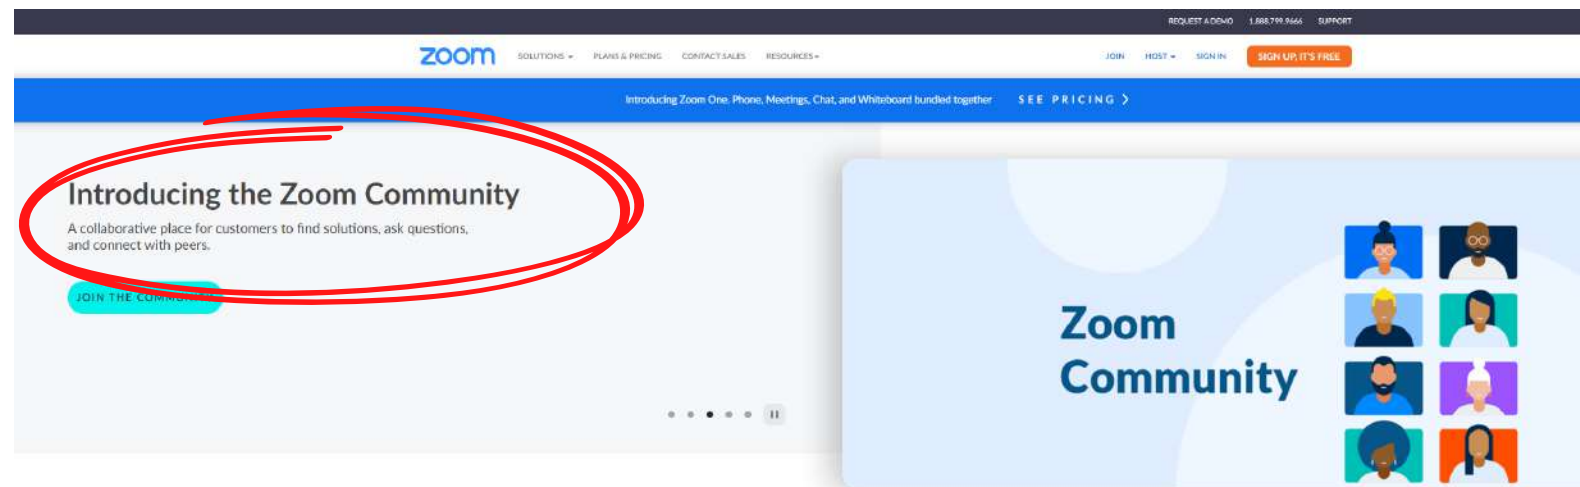 REQUEST A DEMO 1.888.799.9666 SUPPORT
zoom SOLUTIONS PLANS & PRICING CONTACT SALES RESOURCES JOIN HOST SIGN IN SIGN UP, IT'S FREE
Introducing Zoom One. Phone, Meetings, Chat, and Whiteboard bundled together SEE PRICING
Introducing the Zoom Community
A collaborative place for customers to find solutions, ask questions,
and connect with peers.
JOIN THE COMMUNITY
Zoom
Community